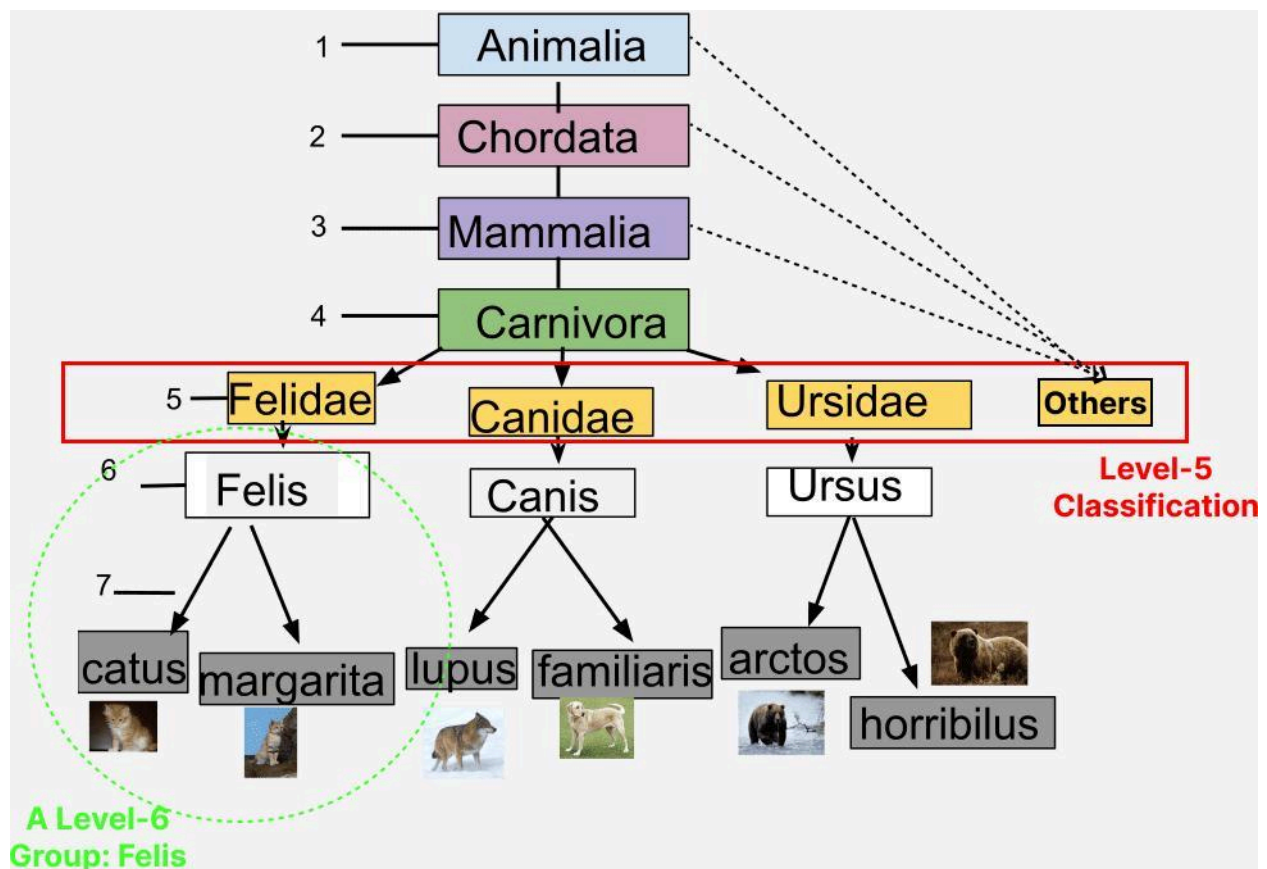 1
Animalia
2
Chordata
3
Mammalia
4
Carnivora
5
Felidae
Canidae
Ursidae
Others
Level-5
Classification
6
Felis
Canis
Ursus
7
catus
margarita
lupus
familiaris
arctos
horribilus
A Level-6
Group: Felis